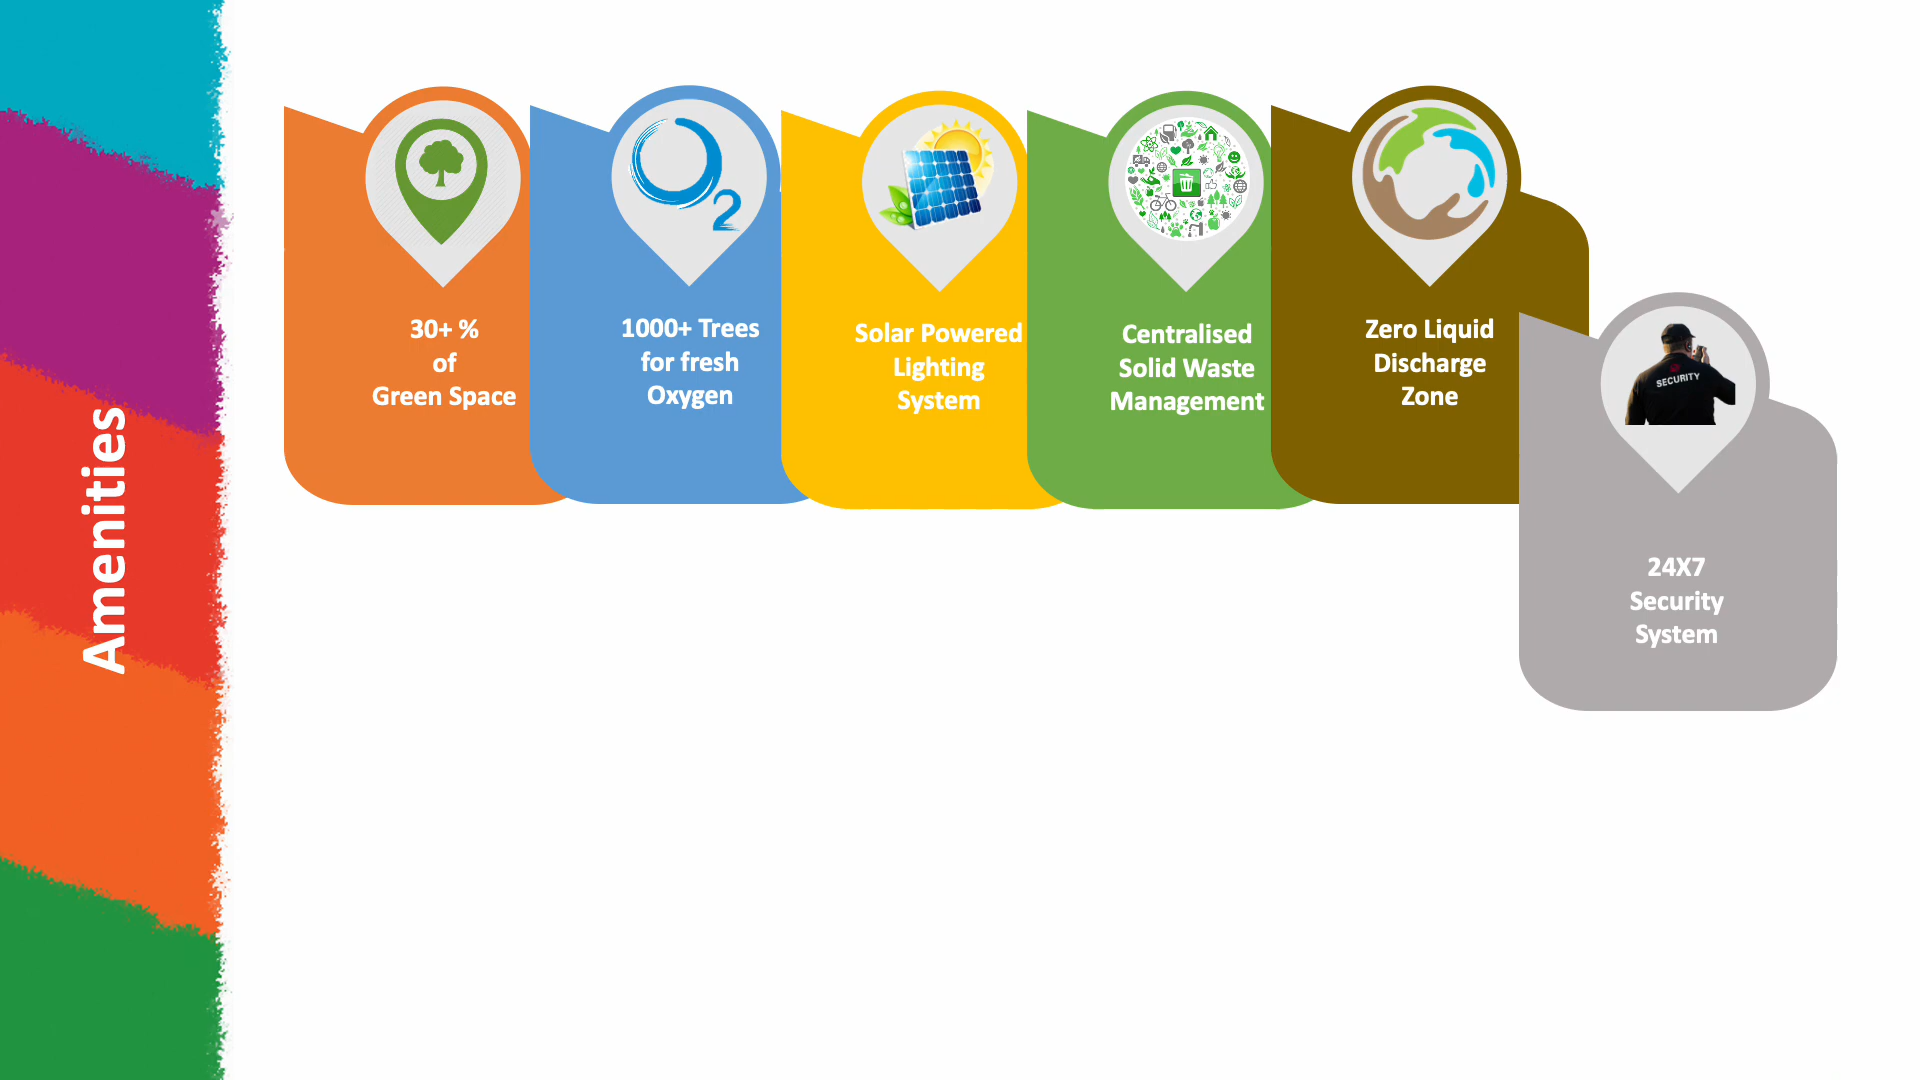 Amenities
30+ %
of
Green Space
O2
1000+ Trees
for fresh
Oxygen
Solar Powered
Lighting
System
Centralised
Solid Waste
Management
Zero Liquid
Discharge
Zone
SECURITY
24X7
Security
System